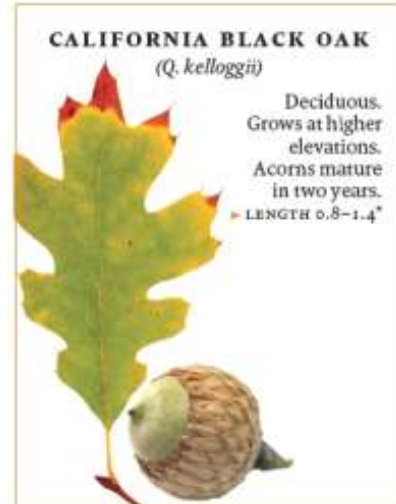 CALIFORNIA BLACK OAK
(Q. kelloggii)
Deciduous.
Grows at higher
elevations.
Acorns mature
in two years.
▸ LENGTH 0.8–1.4"